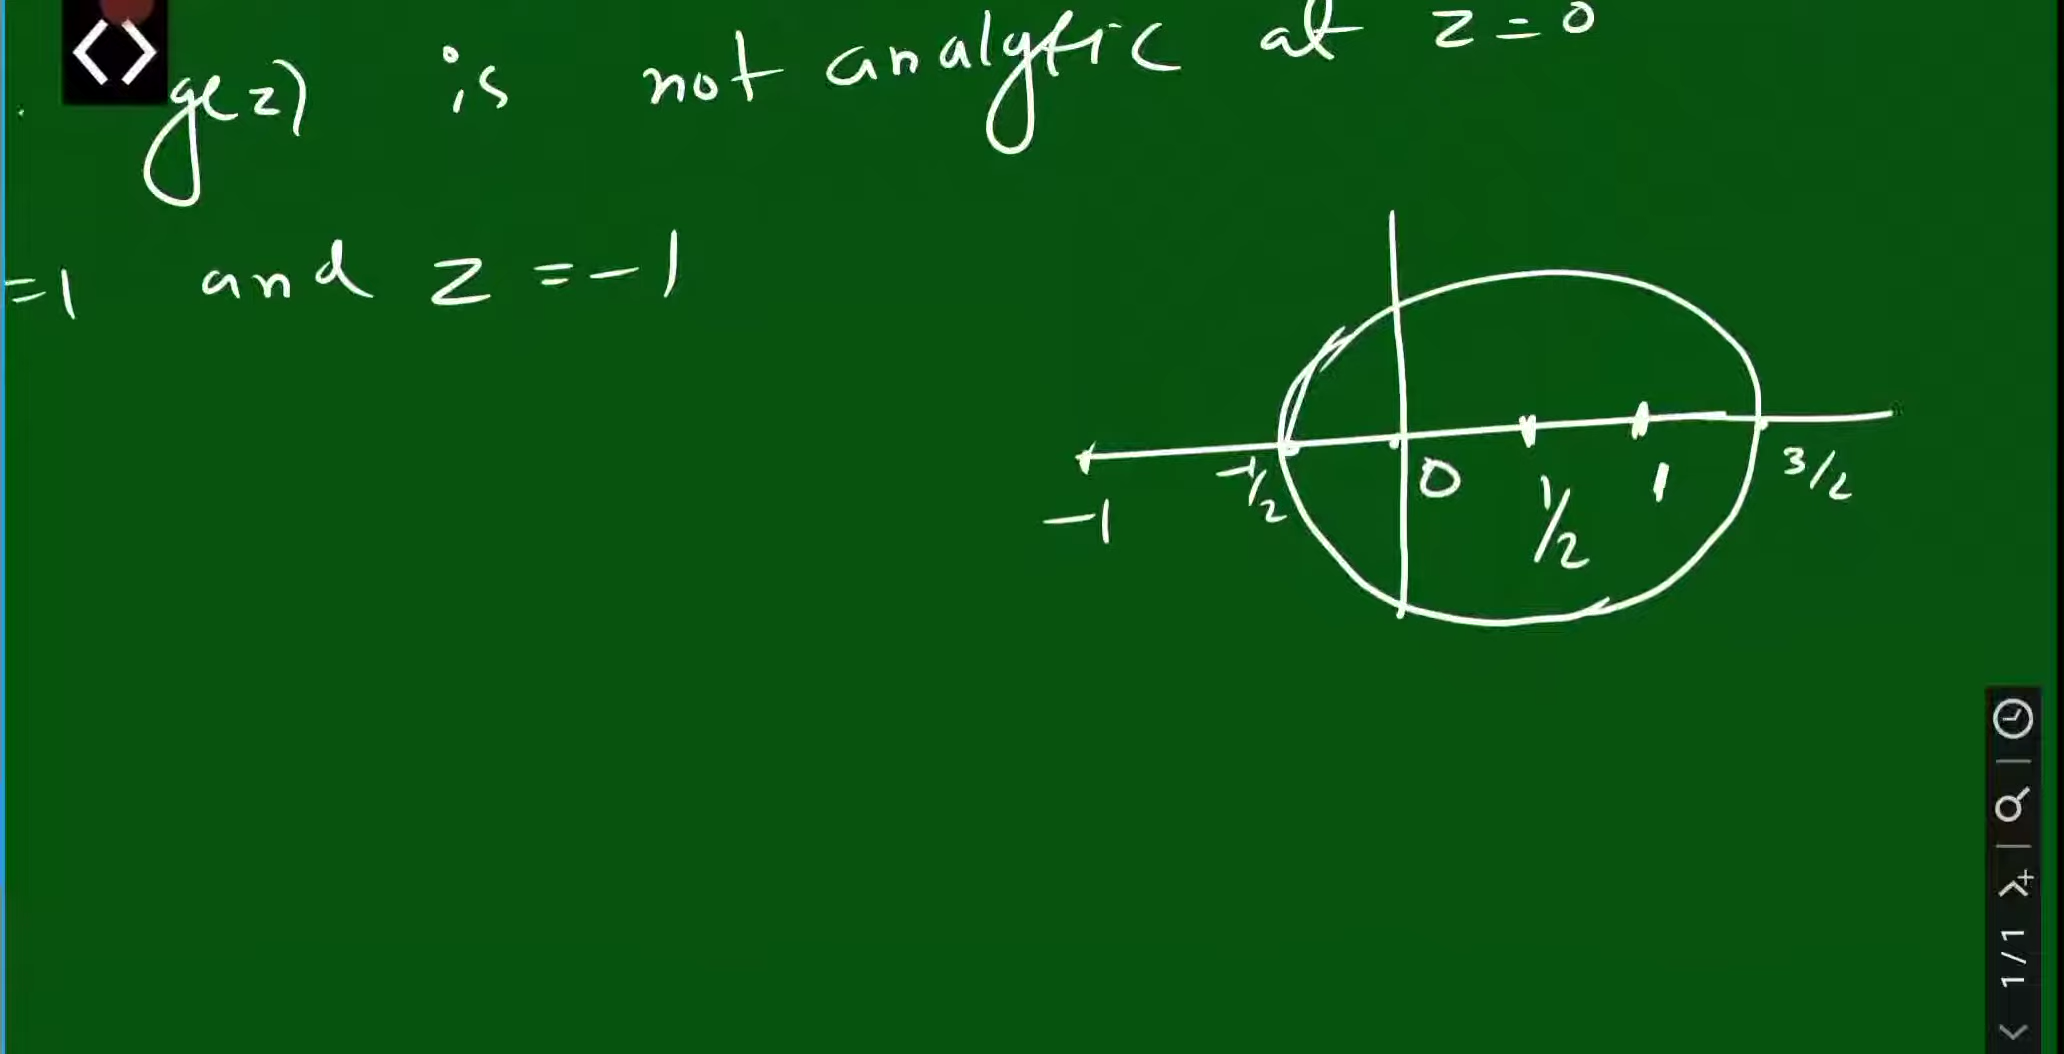 g(z) is not analytic at z=0
=1 and z=-1
-1 -1/2 0 1/2 1 3/2
< 1/1 >